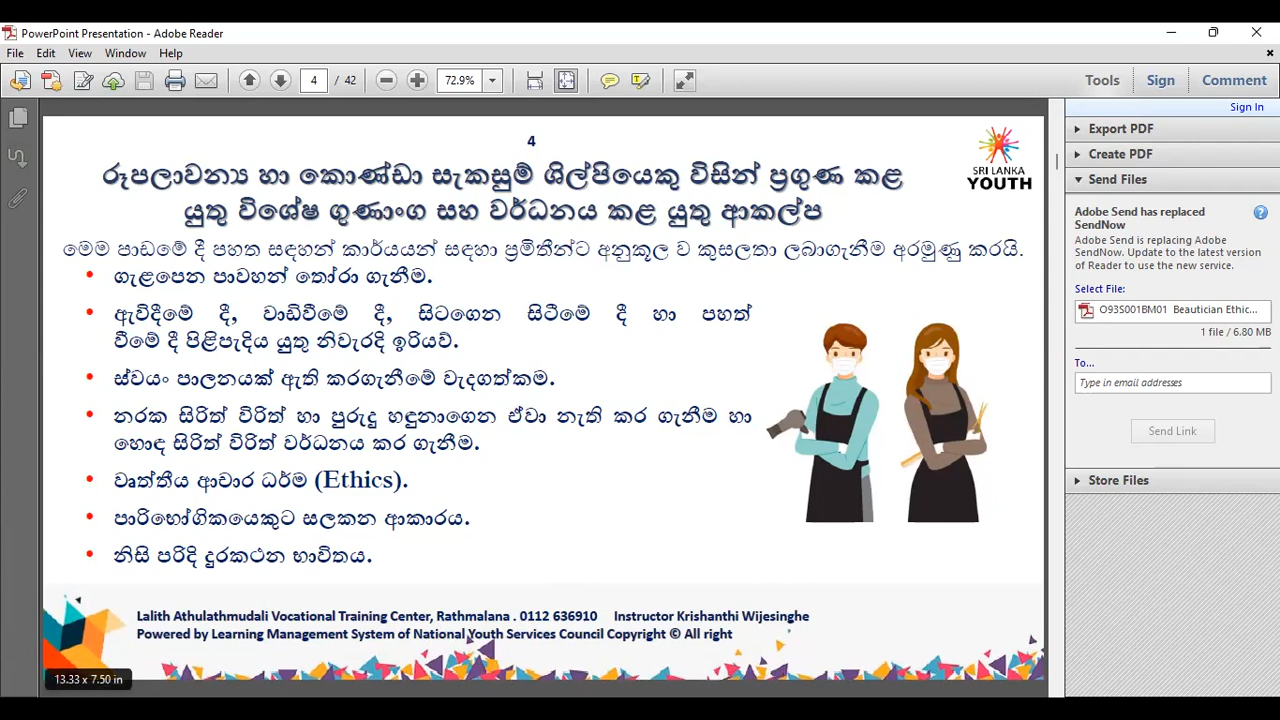 PowerPoint Presentation - Adobe Reader
File Edit View Window Help
4 / 42 72.9% Tools Sign Comment
Sign In
Export PDF
Create PDF
Send Files
Adobe Send has replaced
SendNow
Adobe Send is replacing Adobe
SendNow. Update to the latest version
of Reader to use the new service.
Select File:
O93S001BM01 Beautician Ethic...
1 file / 6.80 MB
To...
Type in email addresses
Send Link
Store Files
4
SRI LANKA
YOUTH
රූපලාවන්‍ය හා කොණ්ඩා සැකසුම් ශිල්පියෙකු විසින් ප්‍රගුණ කළ
යුතු විශේෂ ගුණාංග සහ වර්ධනය කළ යුතු ආකල්ප
මෙම පාඩමේ දී පහත සඳහන් කාර්යයන් සඳහා ප්‍රමිතීන්ට අනුකූල ව කුසලතා ලබාගැනීම අරමුණු කරයි.
• ගැළපෙන පාවහන් තෝරා ගැනීම.
• ඇවිදීමේ දී, වාඩිවීමේ දී, සිටගෙන සිටීමේ දී හා පහත්
වීමේ දී පිළිපැදිය යුතු නිවැරදි ඉරියව්.
• ස්වයං පාලනයක් ඇති කරගැනීමේ වැදගත්කම.
• නරක සිරිත් විරිත් හා පුරුදු හඳුනාගෙන ඒවා නැති කර ගැනීම හා
හොඳ සිරිත් විරිත් වර්ධනය කර ගැනීම.
• වෘත්තීය ආචාර ධර්ම (Ethics).
• පාරිභෝගිකයෙකුට සලකන ආකාරය.
• නිසි පරිදි දුරකථන භාවිතය.
Lalith Athulathmudali Vocational Training Center, Rathmalana . 0112 636910 Instructor Krishanthi Wijesinghe
Powered by Learning Management System of National Youth Services Council Copyright © All right
13.33 x 7.50 in